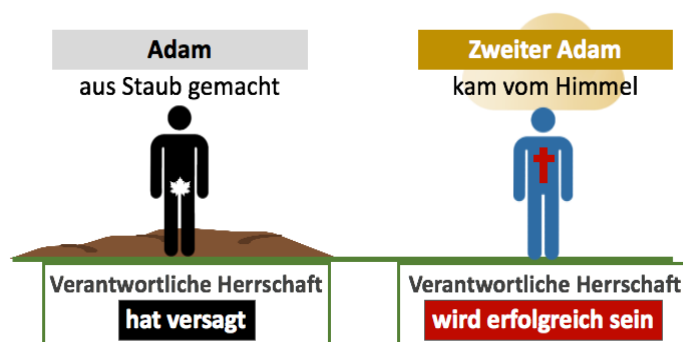 Adam
aus Staub gemacht
Verantwortliche Herrschaft
hat versagt
Zweiter Adam
kam vom Himmel
Verantwortliche Herrschaft
wird erfolgreich sein